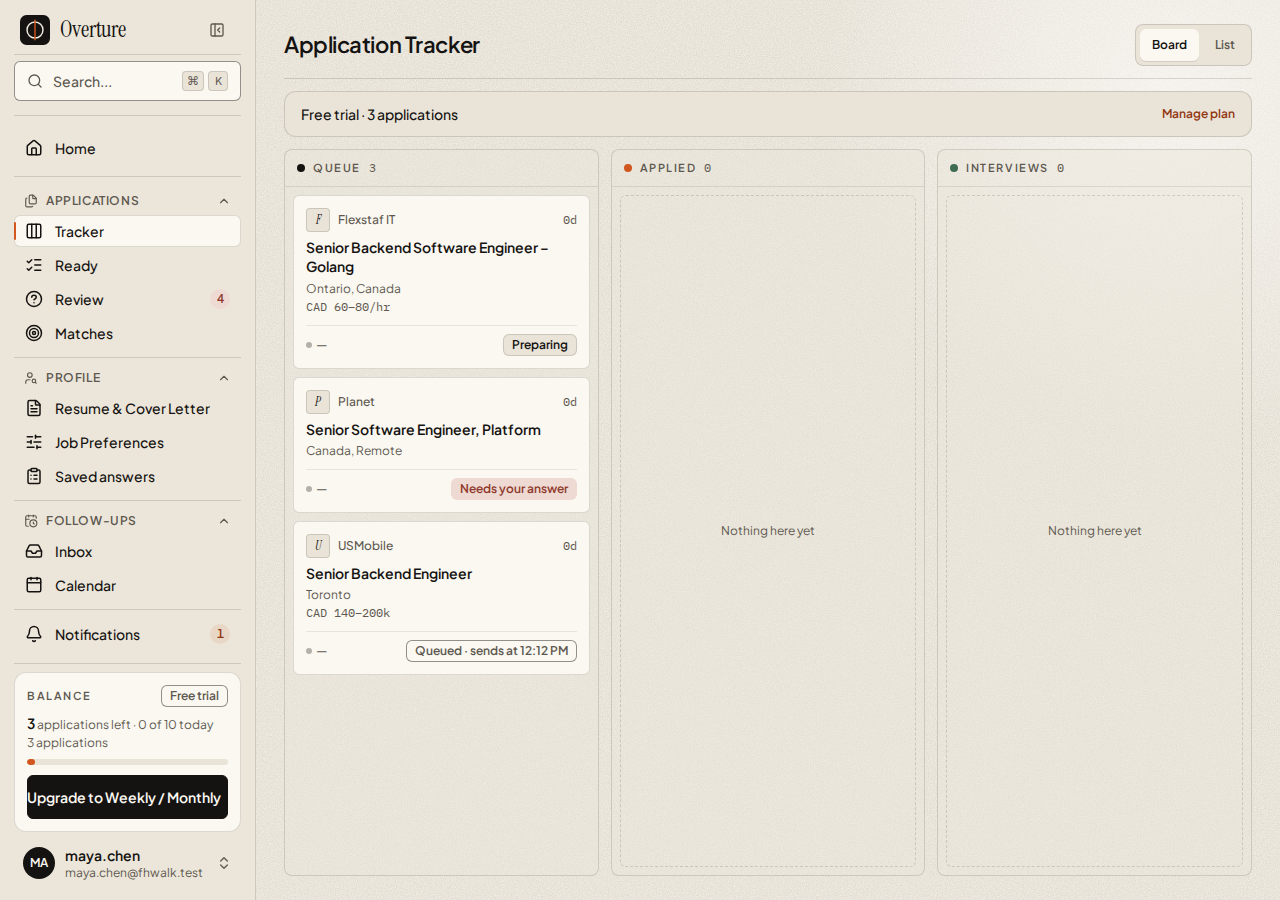 Overture
Search...
⌘ K
Home
APPLICATIONS
Tracker
Ready
Review 4
Matches
PROFILE
Resume & Cover Letter
Job Preferences
Saved answers
FOLLOW-UPS
Inbox
Calendar
Notifications 1
BALANCE Free trial
3 applications left · 0 of 10 today
3 applications
Upgrade to Weekly / Monthly
MA maya.chen
maya.chen@fhwalk.test
Application Tracker
Board List
Free trial · 3 applications
Manage plan
QUEUE 3
F Flexstaf IT 0d
Senior Backend Software Engineer –
Golang
Ontario, Canada
CAD 60–80/hr
— Preparing
P Planet 0d
Senior Software Engineer, Platform
Canada, Remote
— Needs your answer
U USMobile 0d
Senior Backend Engineer
Toronto
CAD 140–200k
— Queued · sends at 12:12 PM
APPLIED 0
Nothing here yet
INTERVIEWS 0
Nothing here yet